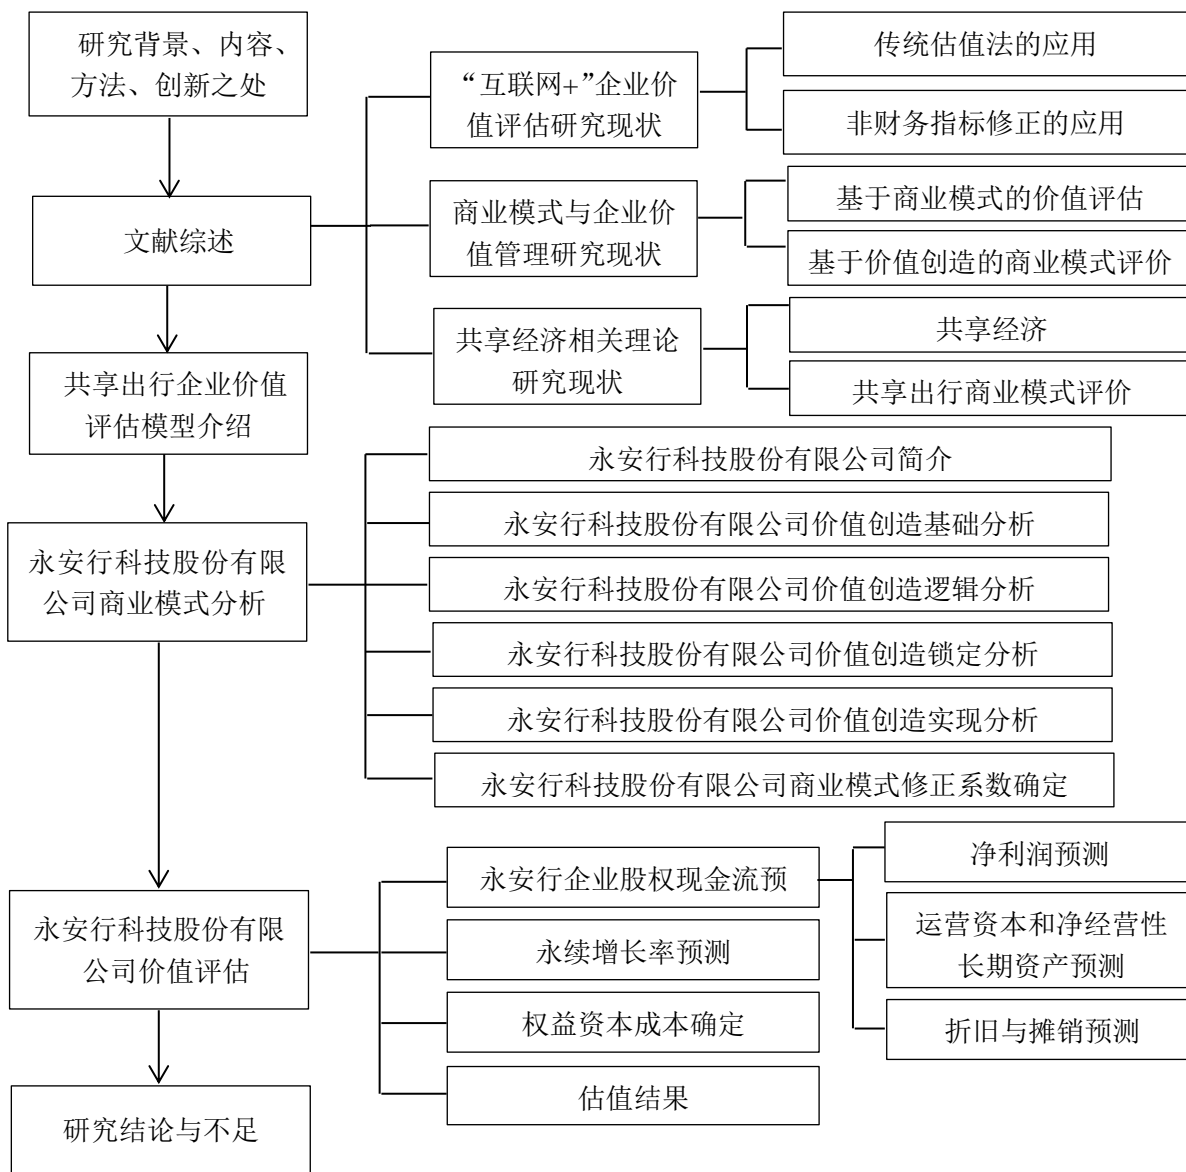 研究背景、内容、
方法、创新之处
文献综述
共享出行企业价值
评估模型介绍
永安行科技股份有限
公司商业模式分析
永安行科技股份有限
公司价值评估
研究结论与不足
“互联网+”企业价
值评估研究现状
传统估值法的应用
非财务指标修正的应用
商业模式与企业价
值管理研究现状
基于商业模式的价值评估
基于价值创造的商业模式评价
共享经济相关理论
研究现状
共享经济
共享出行商业模式评价
永安行科技股份有限公司简介
永安行科技股份有限公司价值创造基础分析
永安行科技股份有限公司价值创造逻辑分析
永安行科技股份有限公司价值创造锁定分析
永安行科技股份有限公司价值创造实现分析
永安行科技股份有限公司商业模式修正系数确定
永安行企业股权现金流预
永续增长率预测
权益资本成本确定
估值结果
净利润预测
运营资本和净经营性
长期资产预测
折旧与摊销预测